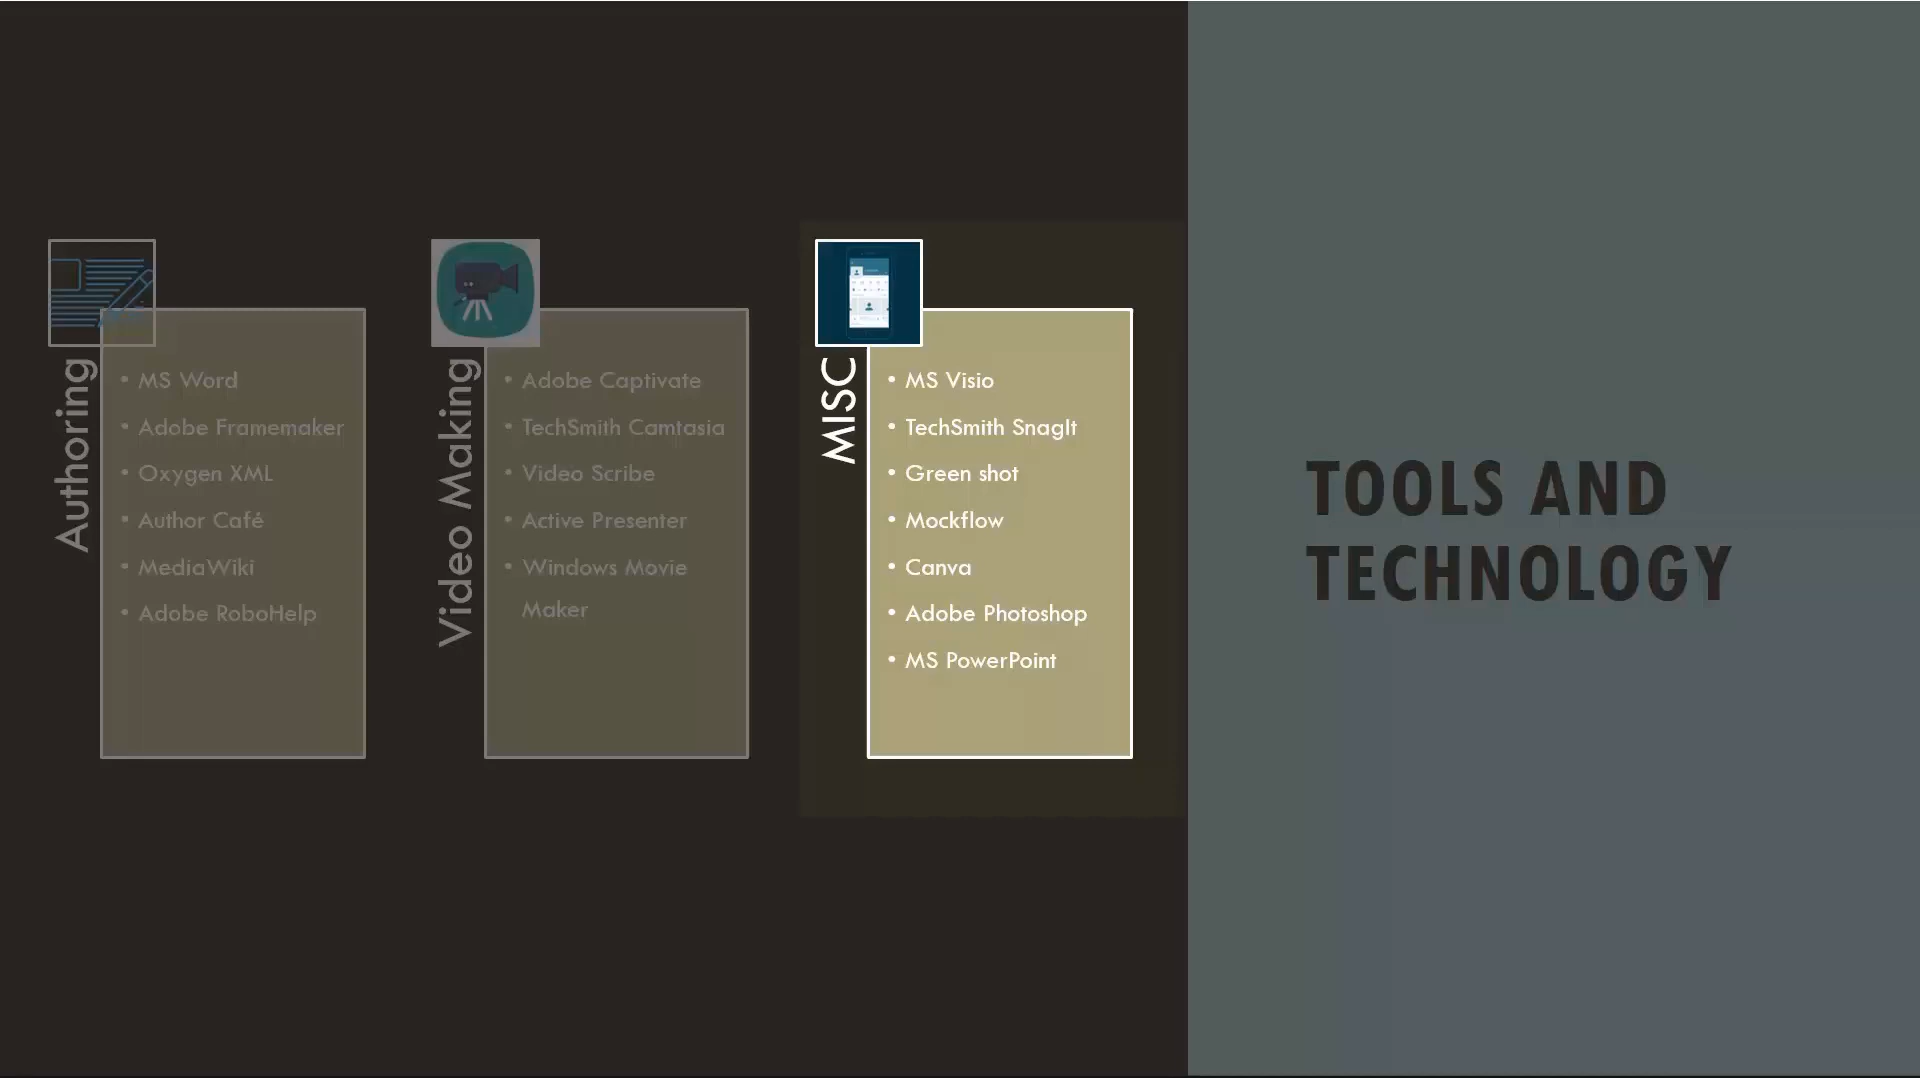 Authoring
• MS Word
• Adobe Framemaker
• Oxygen XML
• Author Café
• MediaWiki
• Adobe RoboHelp
Video Making
• Adobe Captivate
• TechSmith Camtasia
• Video Scribe
• Active Presenter
• Windows Movie
Maker
MISC
• MS Visio
• TechSmith SnagIt
• Green shot
• Mockflow
• Canva
• Adobe Photoshop
• MS PowerPoint
TOOLS AND
TECHNOLOGY